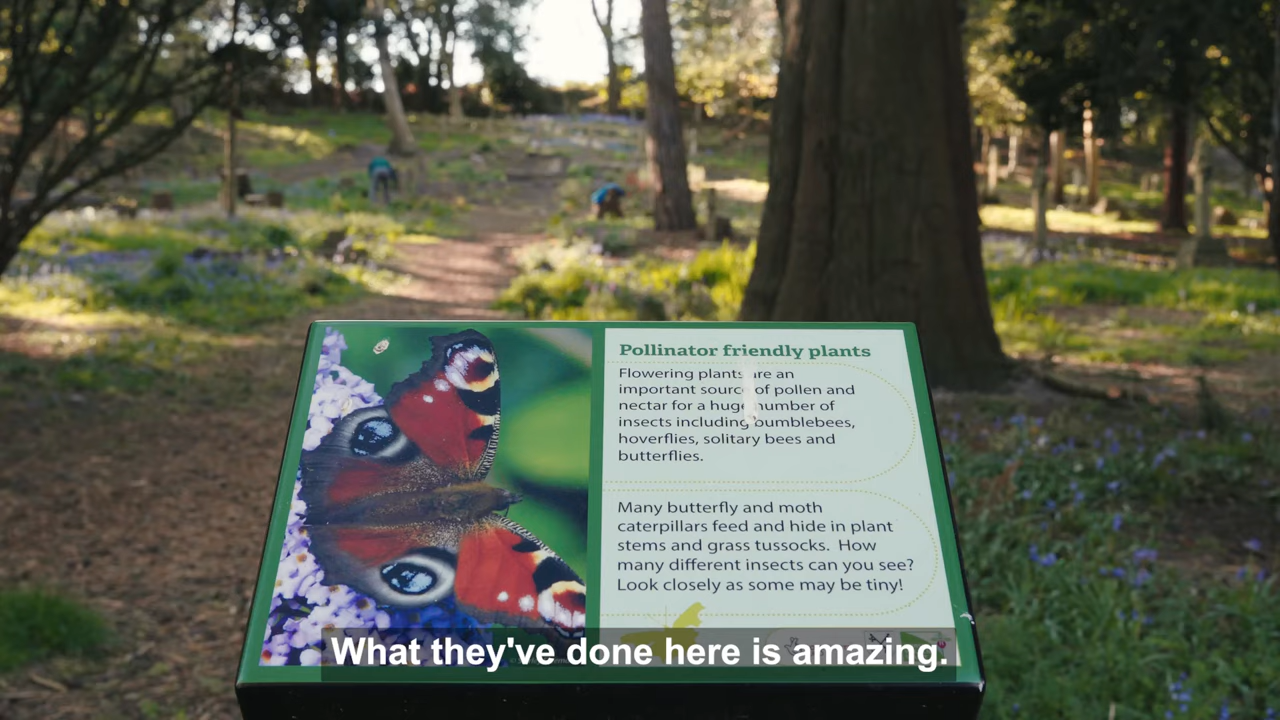 Pollinator friendly plants
Flowering plants are an
important source of pollen and
nectar for a huge number of
insects including bumblebees,
hoverflies, solitary bees and
butterflies.
Many butterfly and moth
caterpillars feed and hide in plant
stems and grass tussocks. How
many different insects can you see?
Look closely as some may be tiny!
What they've done here is amazing.